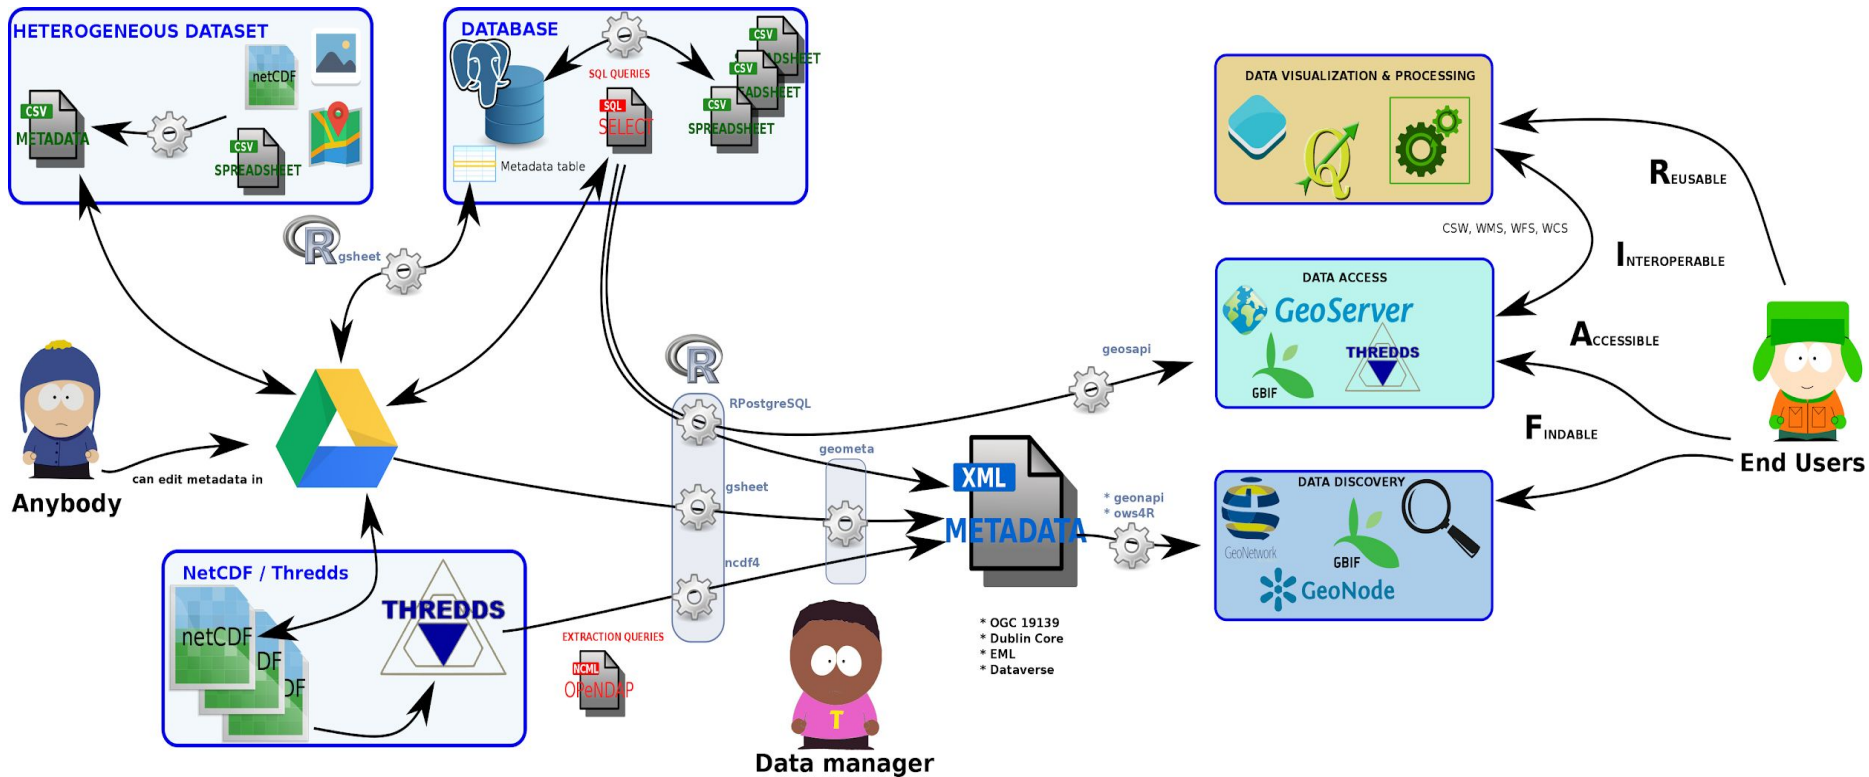 HETEROGENEOUS DATASET
netCDF
CSV
METADATA
CSV
SPREADSHEET
DATABASE
SQL QUERIES
SQL
SELECT
CSV
ADSHEET
CSV
EADSHEET
CSV
SPREADSHEET
Metadata table
R
gsheet
Anybody
can edit metadata in
NetCDF / Thredds
netCDF
DF
DF
THREDDS
EXTRACTION QUERIES
NCML
OPeNDAP
R
RPostgreSQL
gsheet
ncdf4
geometa
T
Data manager
XML
METADATA
* OGC 19139
* Dublin Core
* EML
* Dataverse
geosapi
* geonapi
* ows4R
DATA VISUALIZATION & PROCESSING
Q
CSW, WMS, WFS, WCS
DATA ACCESS
GeoServer
GBIF
THREDDS
DATA DISCOVERY
GeoNetwork
GBIF
GeoNode
REUSABLE
INTEROPERABLE
ACCESSIBLE
FINDABLE
End Users